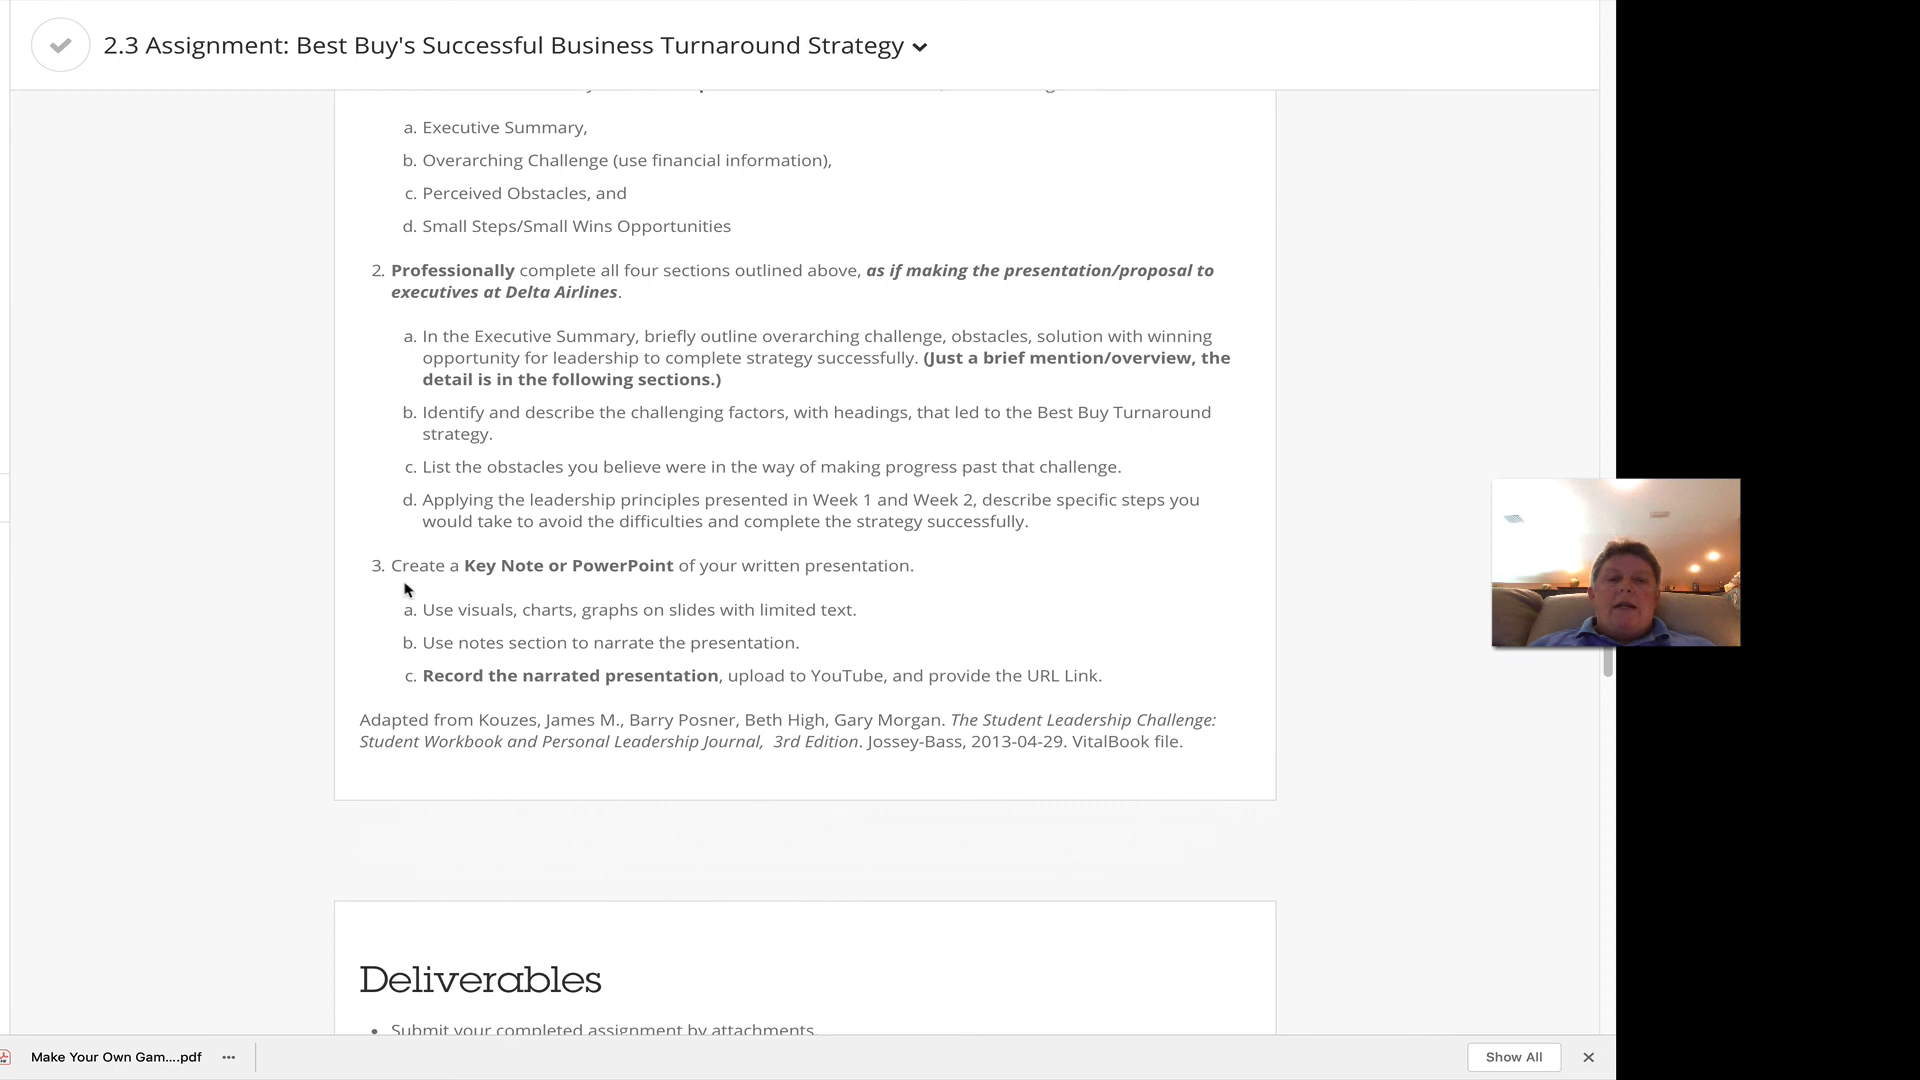 2.3 Assignment: Best Buy's Successful Business Turnaround Strategy
a. Executive Summary,
b. Overarching Challenge (use financial information),
c. Perceived Obstacles, and
d. Small Steps/Small Wins Opportunities
2. Professionally complete all four sections outlined above, as if making the presentation/proposal to
executives at Delta Airlines.
a. In the Executive Summary, briefly outline overarching challenge, obstacles, solution with winning
opportunity for leadership to complete strategy successfully. (Just a brief mention/overview, the
detail is in the following sections.)
b. Identify and describe the challenging factors, with headings, that led to the Best Buy Turnaround
strategy.
c. List the obstacles you believe were in the way of making progress past that challenge.
d. Applying the leadership principles presented in Week 1 and Week 2, describe specific steps you
would take to avoid the difficulties and complete the strategy successfully.
3. Create a Key Note or PowerPoint of your written presentation.
a. Use visuals, charts, graphs on slides with limited text.
b. Use notes section to narrate the presentation.
c. Record the narrated presentation, upload to YouTube, and provide the URL Link.
Adapted from Kouzes, James M., Barry Posner, Beth High, Gary Morgan. The Student Leadership Challenge:
Student Workbook and Personal Leadership Journal, 3rd Edition. Jossey-Bass, 2013-04-29. VitalBook file.
Deliverables
• Submit your completed assignment by attachments.
Make Your Own Gam....pdf
Show All